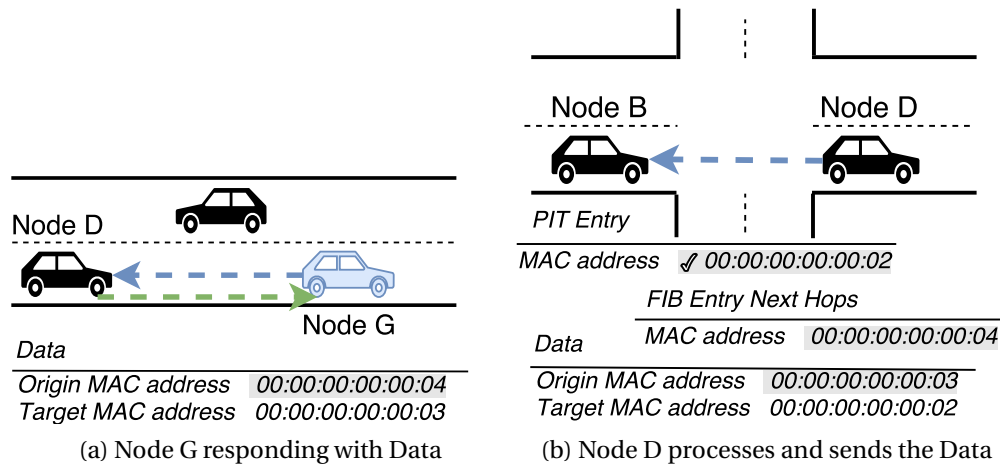 Node D
Node G
Data
Origin MAC address 00:00:00:00:00:04
Target MAC address 00:00:00:00:00:03
(a) Node G responding with Data
Node B Node D
PIT Entry
MAC address ✓ 00:00:00:00:00:02
FIB Entry Next Hops
MAC address 00:00:00:00:00:04
Data
Origin MAC address 00:00:00:00:00:03
Target MAC address 00:00:00:00:00:02
(b) Node D processes and sends the Data